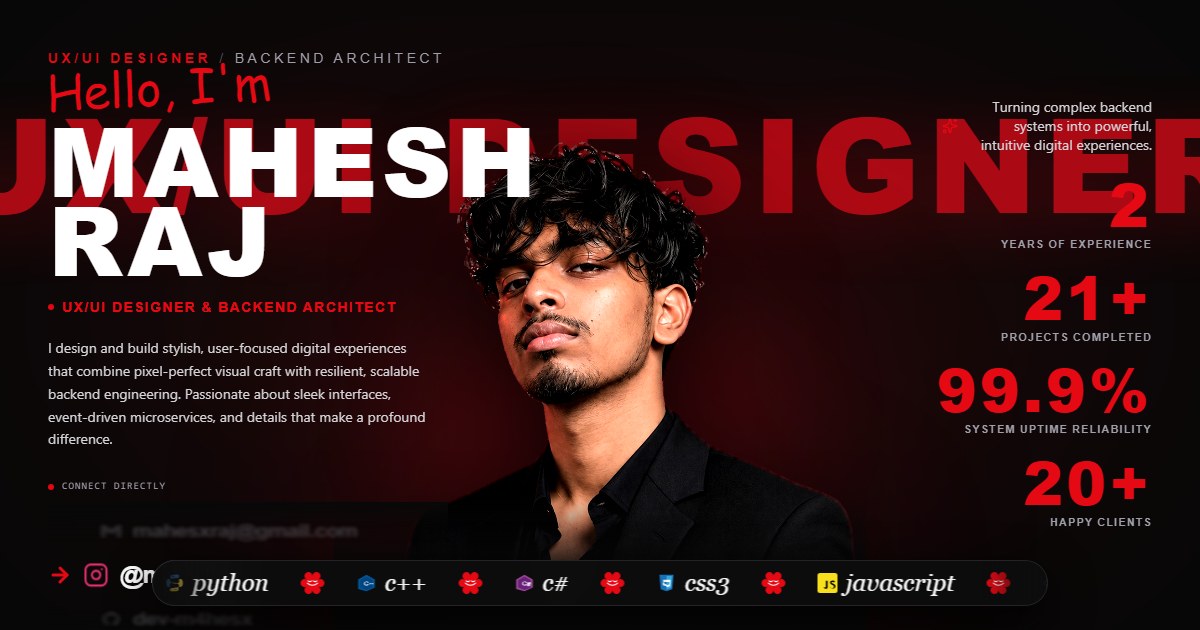 UX/UI DESIGNER / BACKEND ARCHITECT
Hello, I'm
UX/UI DESIGNER
MAHESH
RAJ
UX/UI DESIGNER & BACKEND ARCHITECT
I design and build stylish, user-focused digital experiences
that combine pixel-perfect visual craft with resilient, scalable
backend engineering. Passionate about sleek interfaces,
event-driven microservices, and details that make a profound
difference.
CONNECT DIRECTLY
mahesxraj@gmail.com
dev-m4hesx
Turning complex backend
systems into powerful,
intuitive digital experiences.
2
YEARS OF EXPERIENCE
21+
PROJECTS COMPLETED
99.9%
SYSTEM UPTIME RELIABILITY
20+
HAPPY CLIENTS
python
c++
c#
css3
JS javascript